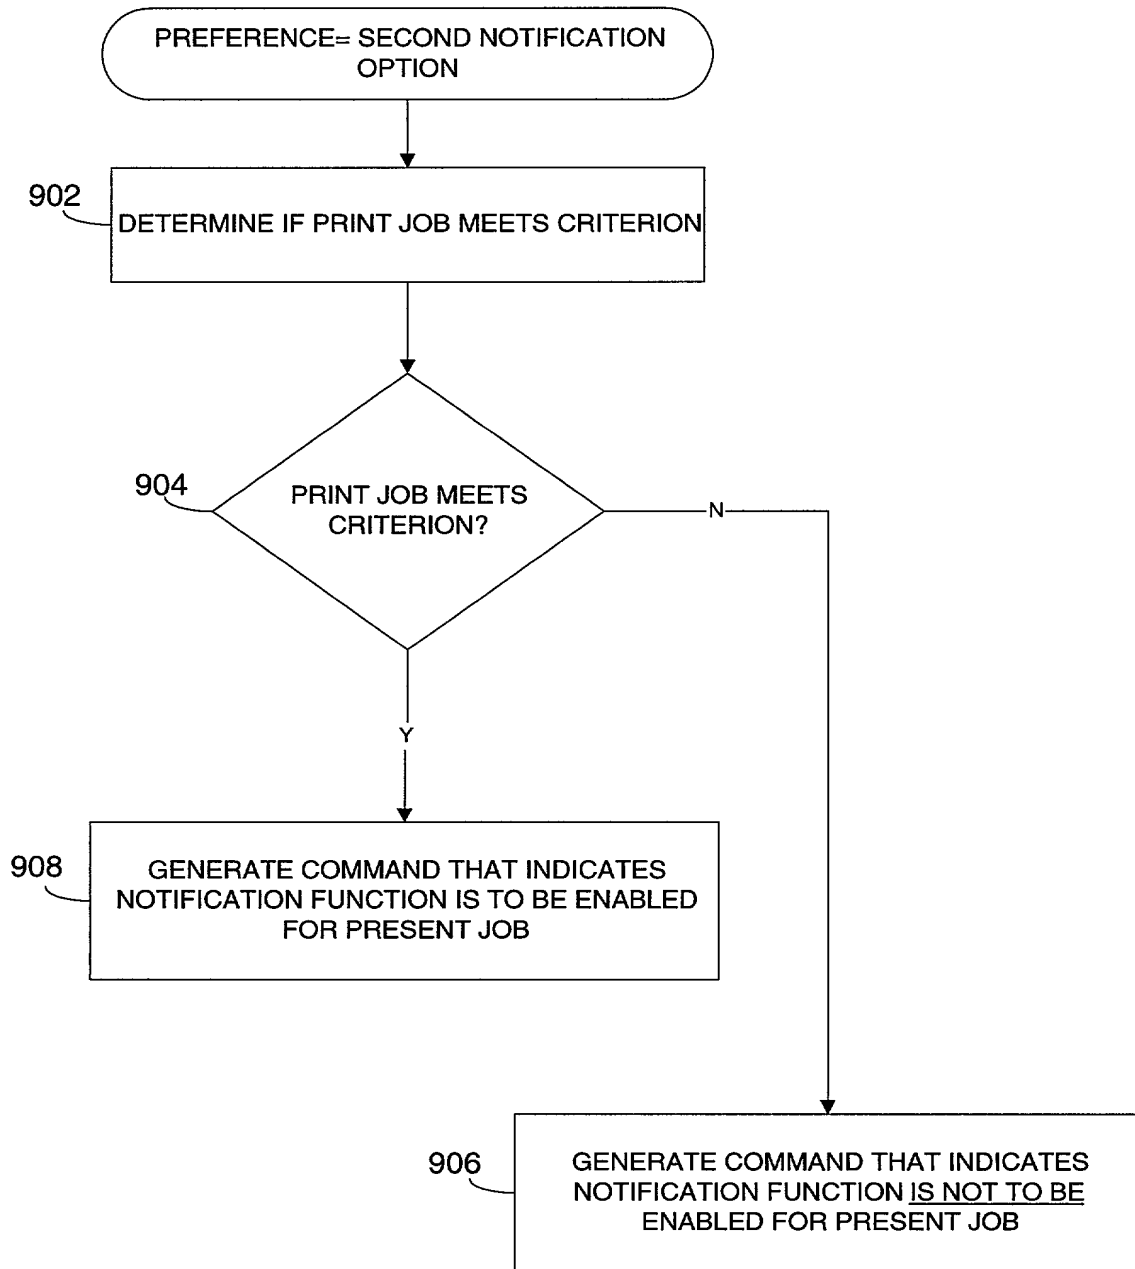 PREFERENCE= SECOND NOTIFICATION
OPTION
902
DETERMINE IF PRINT JOB MEETS CRITERION
904
PRINT JOB MEETS
CRITERION?
N
Y
908
GENERATE COMMAND THAT INDICATES
NOTIFICATION FUNCTION IS TO BE ENABLED
FOR PRESENT JOB
906
GENERATE COMMAND THAT INDICATES
NOTIFICATION FUNCTION IS NOT TO BE
ENABLED FOR PRESENT JOB